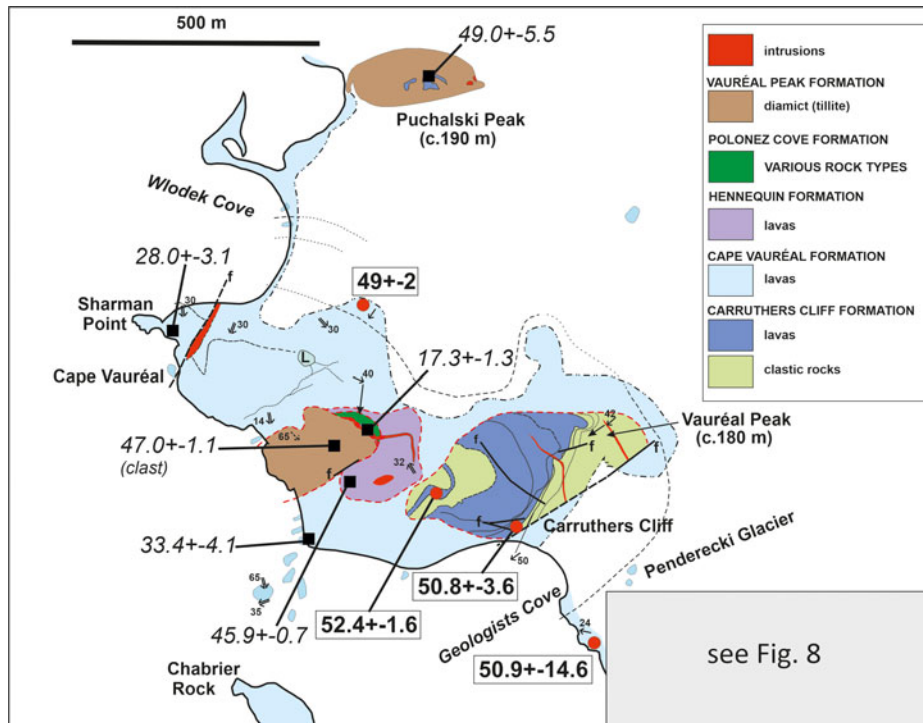 500 m
49.0+-5.5
Puchalski Peak
(c.190 m)
Wlodek Cove
28.0+-3.1
f
30
Sharman
Point
30
49+-2
30
L
17.3+-1.3
Cape Vauréal
40
14
65
47.0+-1.1
(clast)
f
32
f
f
42
f
Vauréal Peak
(c.180 m)
f
Carruthers Cliff
33.4+-4.1
50
50.8+-3.6
65
35
45.9+-0.7
52.4+-1.6
Geologists Cove
Penderecki Glacier
24
50.9+-14.6
Chabrier
Rock
see Fig. 8
intrusions
VAURÉAL PEAK FORMATION
diamict (tillite)
POLONEZ COVE FORMATION
VARIOUS ROCK TYPES
HENNEQUIN FORMATION
lavas
CAPE VAURÉAL FORMATION
lavas
CARRUTHERS CLIFF FORMATION
lavas
clastic rocks